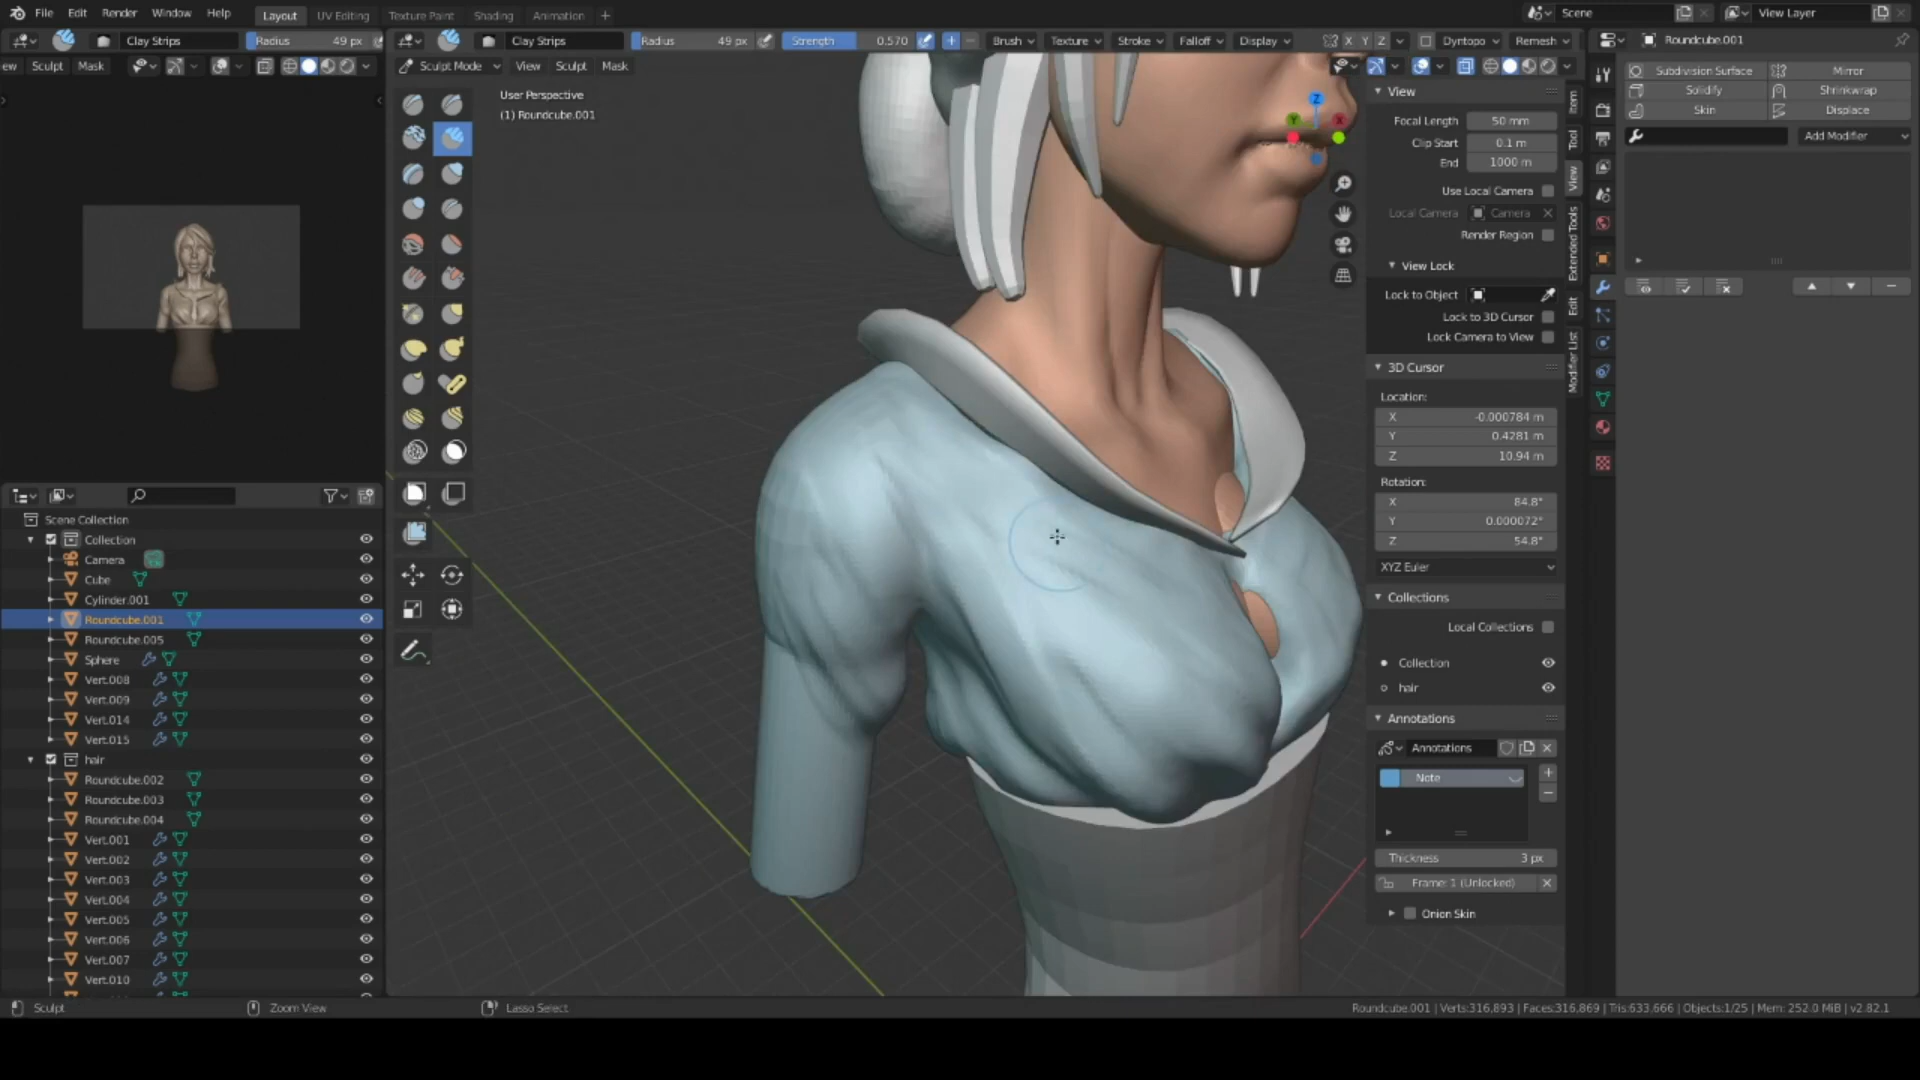 File Edit Render Window Help Layout UV Editing Texture Paint Shading Animation + Scene View Layer
Clay Strips Radius 49 px Clay Strips Radius 49 px Strength 0.570 Brush Texture Stroke Falloff Display X Y Z Dyntopo Remesh Roundcube.001
ew Sculpt Mask Sculpt Mode View Sculpt Mask
User Perspective
(1) Roundcube.001
View
Focal Length 50 mm
Clip Start 0.1 m
End 1000 m
Use Local Camera
Local Camera Camera
Render Region
View Lock
Lock to Object
Lock to 3D Cursor
Lock Camera to View
3D Cursor
Location:
X -0.000784 m
Y 0.4281 m
Z 10.94 m
Rotation:
X 84.8°
Y 0.000072°
Z 54.8°
XYZ Euler
Collections
Local Collections
Collection
hair
Annotations
Annotations
Note
Thickness 3 px
Frame: 1 (Unlocked)
Onion Skin
Item
Tool
View
Extended Tools
Edit
Modifier List
Subdivision Surface Mirror
Solidify Shrinkwrap
Skin Displace
Add Modifier
Z
Y
X
Scene Collection
Collection
Camera
Cube
Cylinder.001
Roundcube.001
Roundcube.005
Sphere
Vert.008
Vert.009
Vert.014
Vert.015
hair
Roundcube.002
Roundcube.003
Roundcube.004
Vert.001
Vert.002
Vert.003
Vert.004
Vert.005
Vert.006
Vert.007
Vert.010
Sculpt Zoom View Lasso Select Roundcube.001 | Verts:316,893 | Faces:316,869 | Tris:633,666 | Objects:1/25 | Mem: 252.0 MiB | v2.82.1